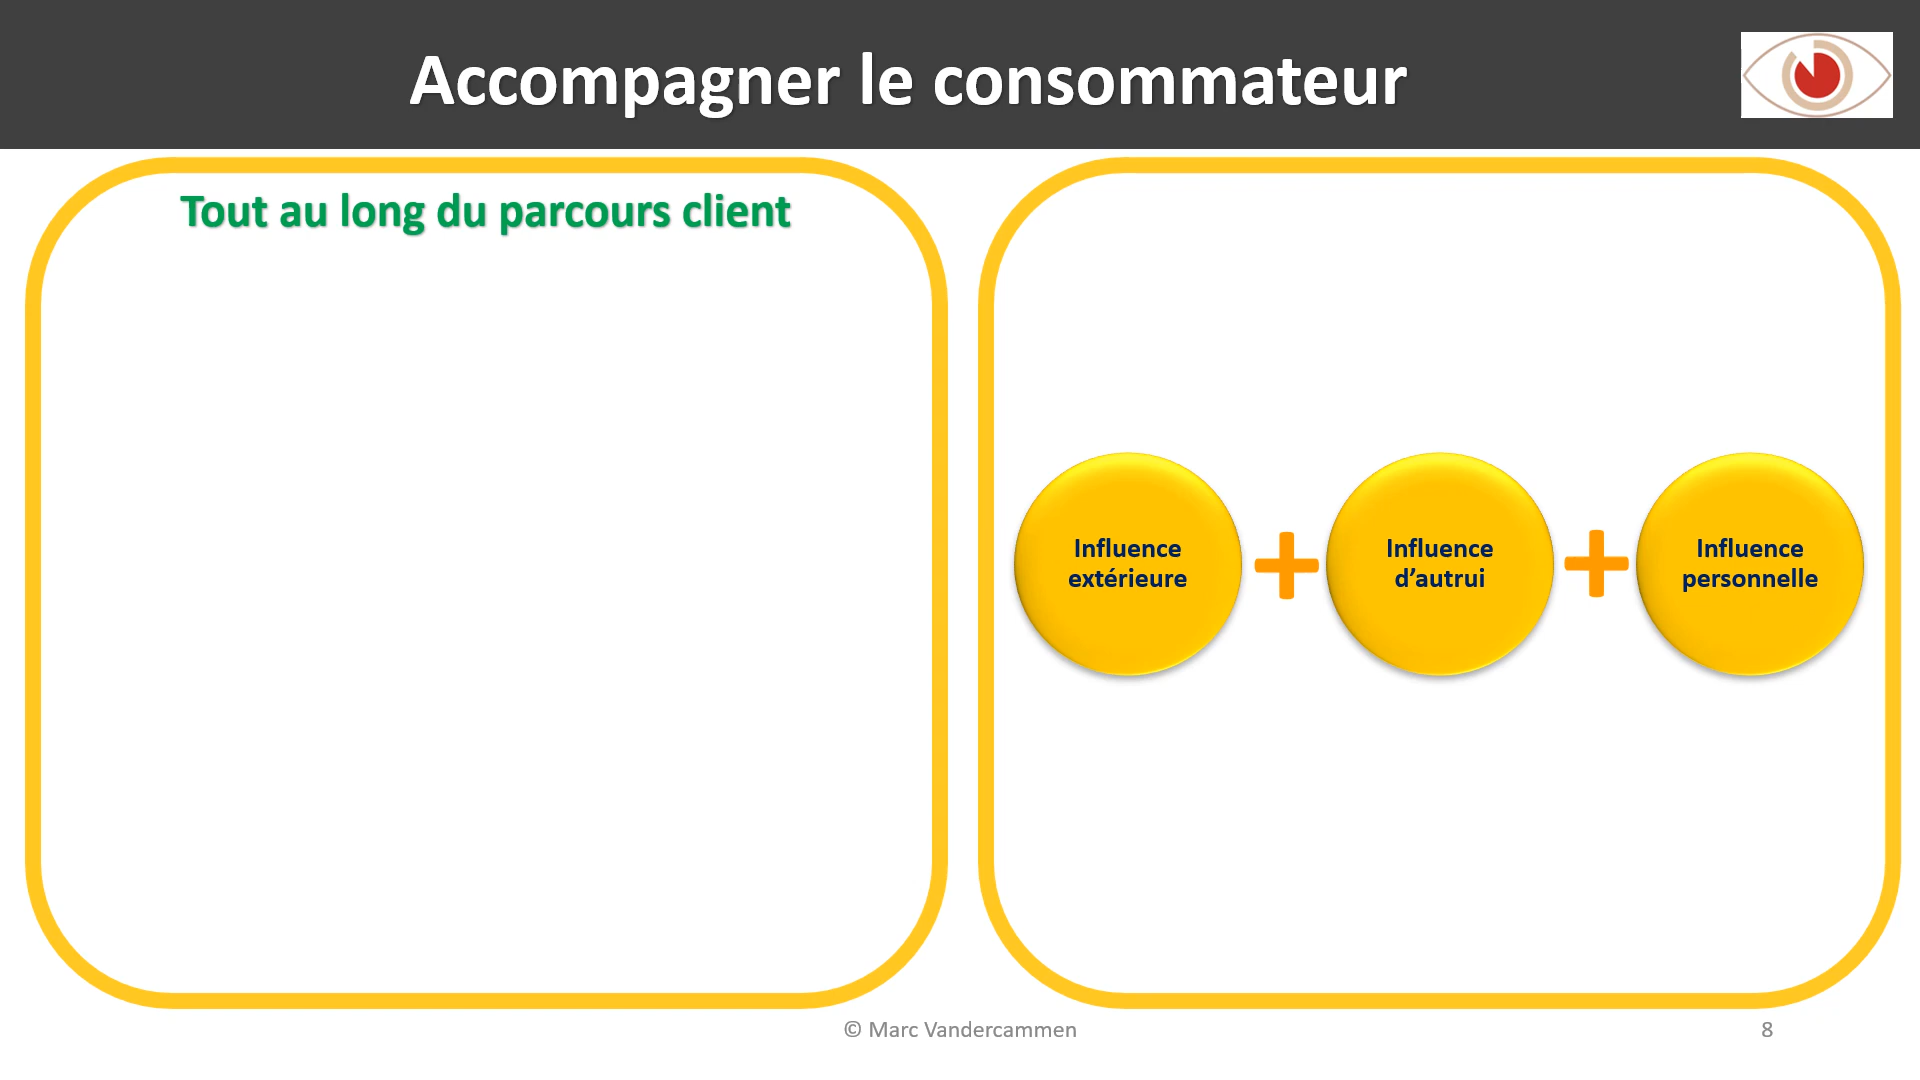 Accompagner le consommateur
Tout au long du parcours client
Influence
extérieure
Influence
d’autrui
Influence
personnelle
© Marc Vandercammen
8